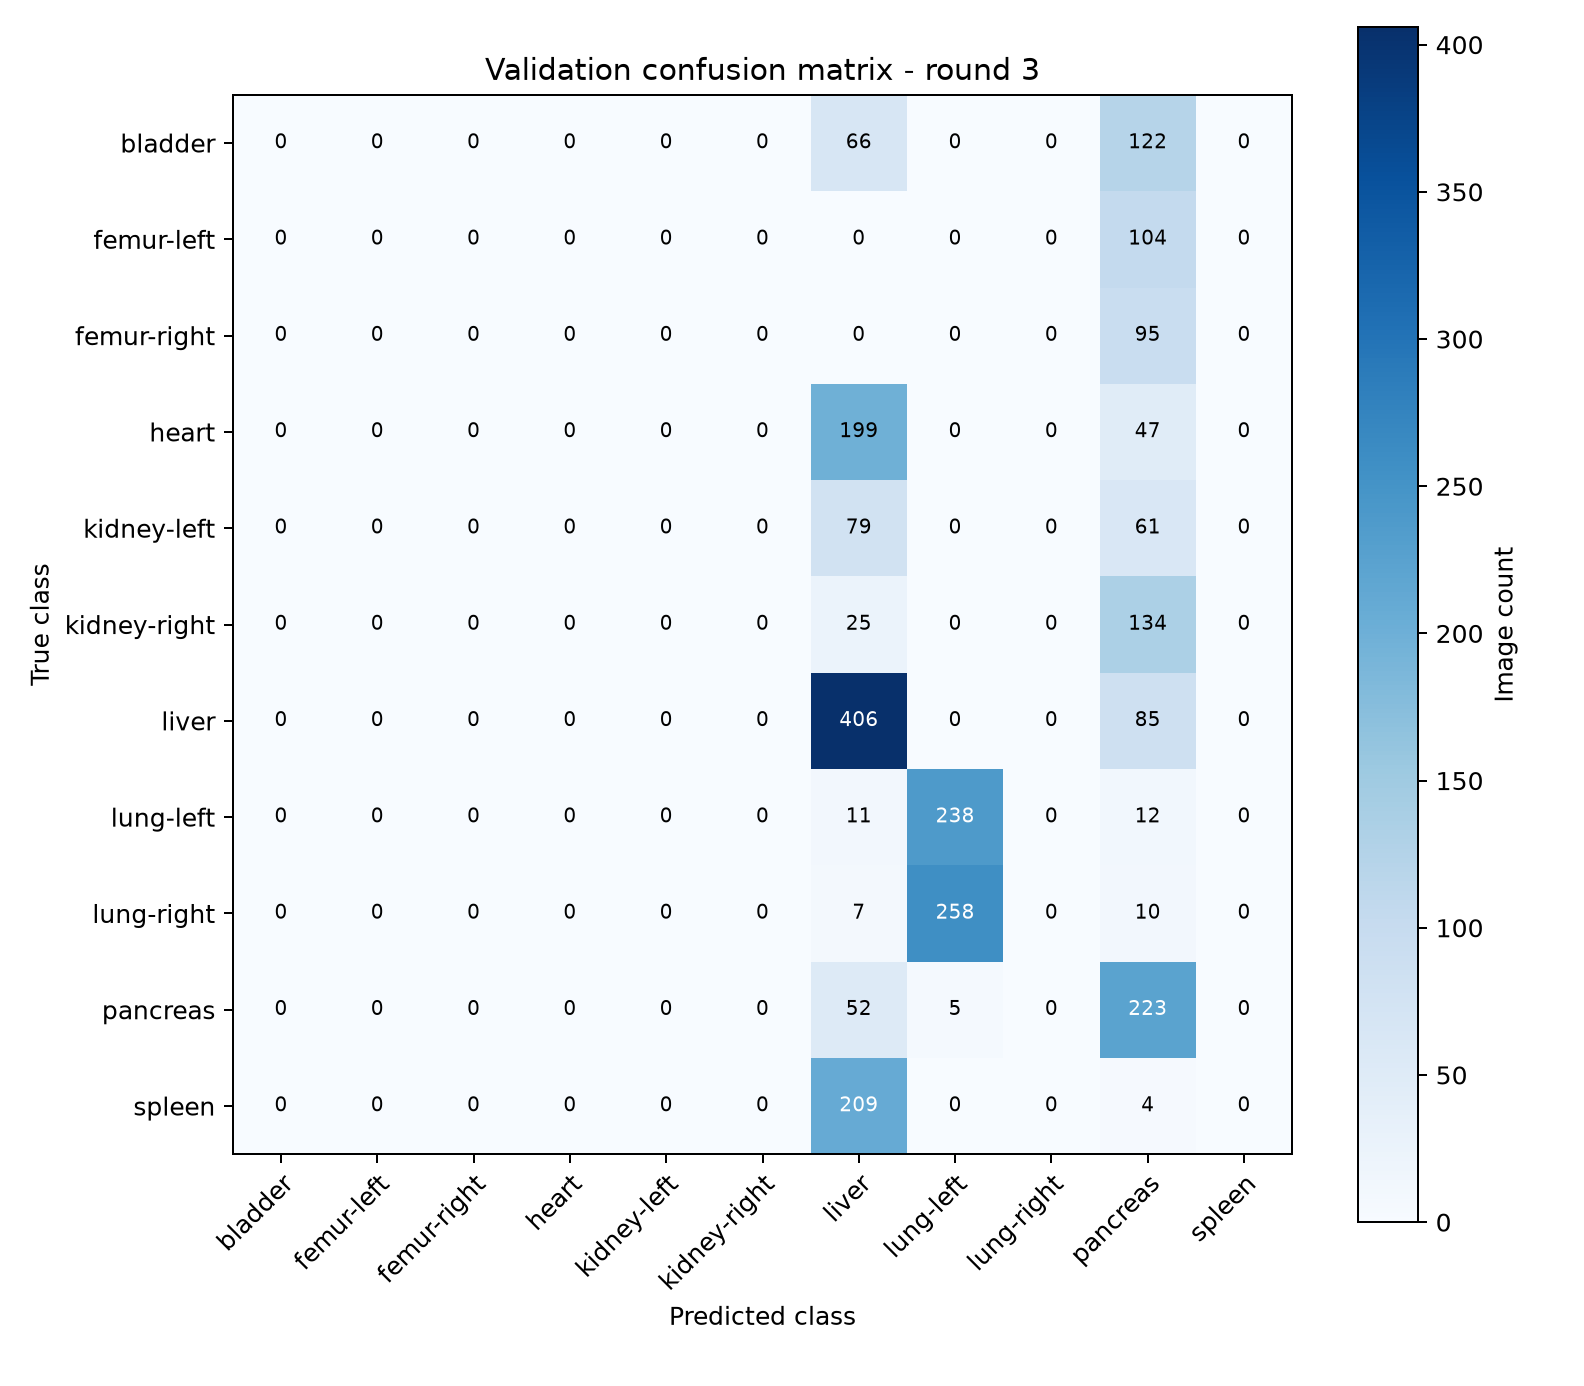 Validation confusion matrix - round 3
True class
bladder 0 0 0 0 0 0 66 0 0 122 0
femur-left 0 0 0 0 0 0 0 0 0 104 0
femur-right 0 0 0 0 0 0 0 0 0 95 0
heart 0 0 0 0 0 0 199 0 0 47 0
kidney-left 0 0 0 0 0 0 79 0 0 61 0
kidney-right 0 0 0 0 0 0 25 0 0 134 0
liver 0 0 0 0 0 0 406 0 0 85 0
lung-left 0 0 0 0 0 0 11 238 0 12 0
lung-right 0 0 0 0 0 0 7 258 0 10 0
pancreas 0 0 0 0 0 0 52 5 0 223 0
spleen 0 0 0 0 0 0 209 0 0 4 0
bladder femur-left femur-right heart kidney-left kidney-right liver lung-left lung-right pancreas spleen
Predicted class
400
350
300
250
200
150
100
50
0
Image count